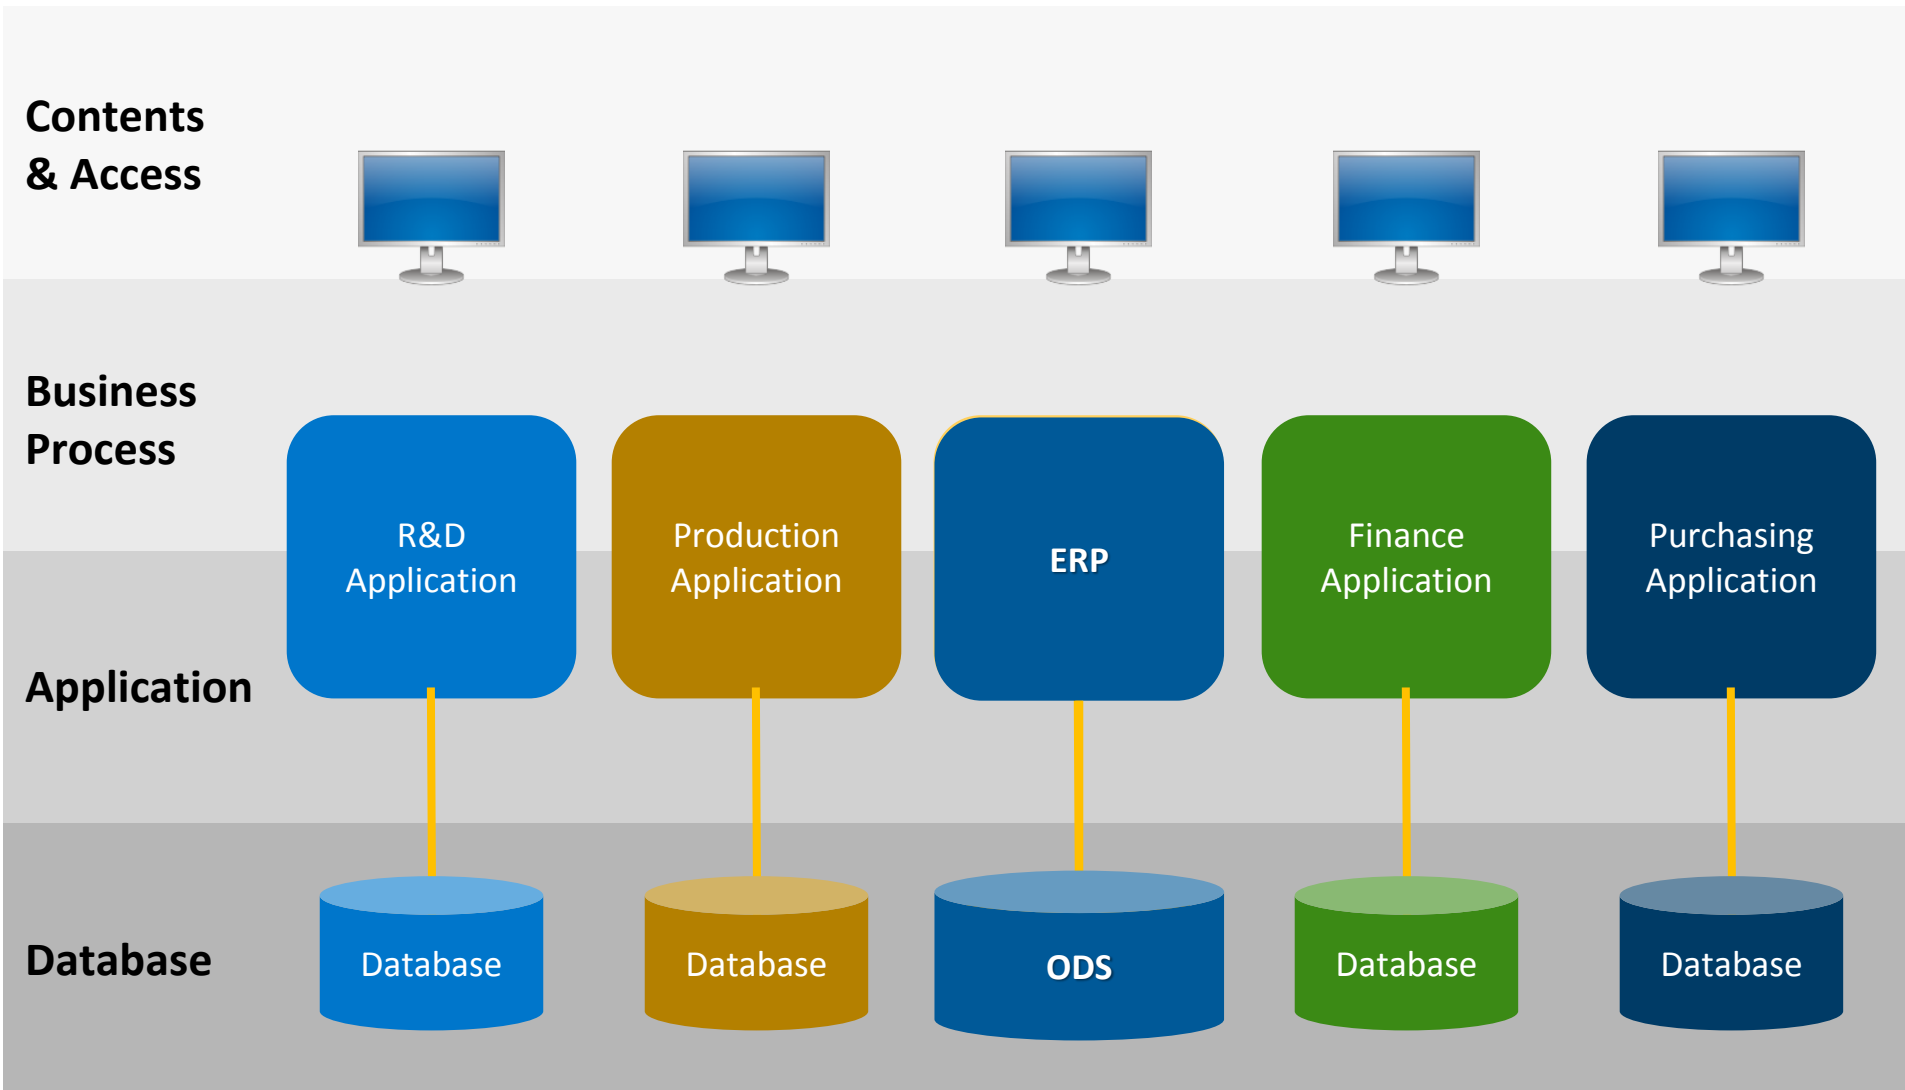 Contents
& Access
Business
Process
R&D
Application
Production
Application
ERP
Finance
Application
Purchasing
Application
Application
Database
Database
Database
ODS
Database
Database